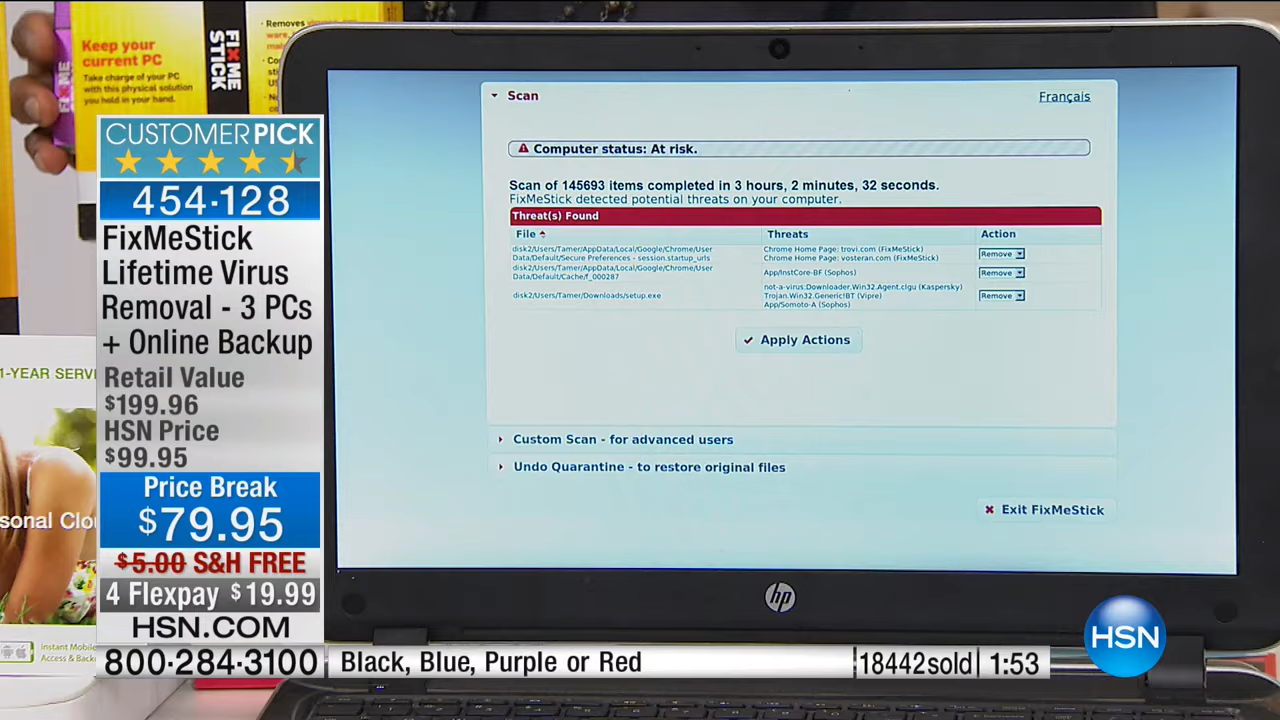 Keep your
current PC
Take charge of your PC
with this physical solution
you hold in your hand.
FIXME
STICK
Removes
CUSTOMER PICK
454-128
FixMeStick
Lifetime Virus
Removal - 3 PCs
+ Online Backup
Retail Value
$199.96
HSN Price
$99.95
Price Break
$79.95
$5.00 S&H FREE
4 Flexpay $19.99
HSN.COM
800-284-3100
Black, Blue, Purple or Red
18442sold
1:53
HSN
1-YEAR SERV
sonal Clo
Instant Mobile
Access & Back
Scan
Français
Computer status: At risk.
Scan of 145693 items completed in 3 hours, 2 minutes, 32 seconds.
FixMeStick detected potential threats on your computer.
Threat(s) Found
File Threats Action
disk2/Users/Tamer/AppData/Local/Google/Chrome/User
Data/Default/Secure Preferences - session.startup_urls
Chrome Home Page: trovi.com (FixMeStick)
Chrome Home Page: vosteran.com (FixMeStick)
Remove
disk2/Users/Tamer/AppData/Local/Google/Chrome/User
Data/Default/Cache/f_000287
App/InstCore-BF (Sophos)
Remove
disk2/Users/Tamer/Downloads/setup.exe
not-a-virus:Downloader.Win32.Agent.clgu (Kaspersky)
Trojan.Win32.Generic!BT (Vipre)
App/Somoto-A (Sophos)
Remove
Apply Actions
Custom Scan - for advanced users
Undo Quarantine - to restore original files
Exit FixMeStick
hp